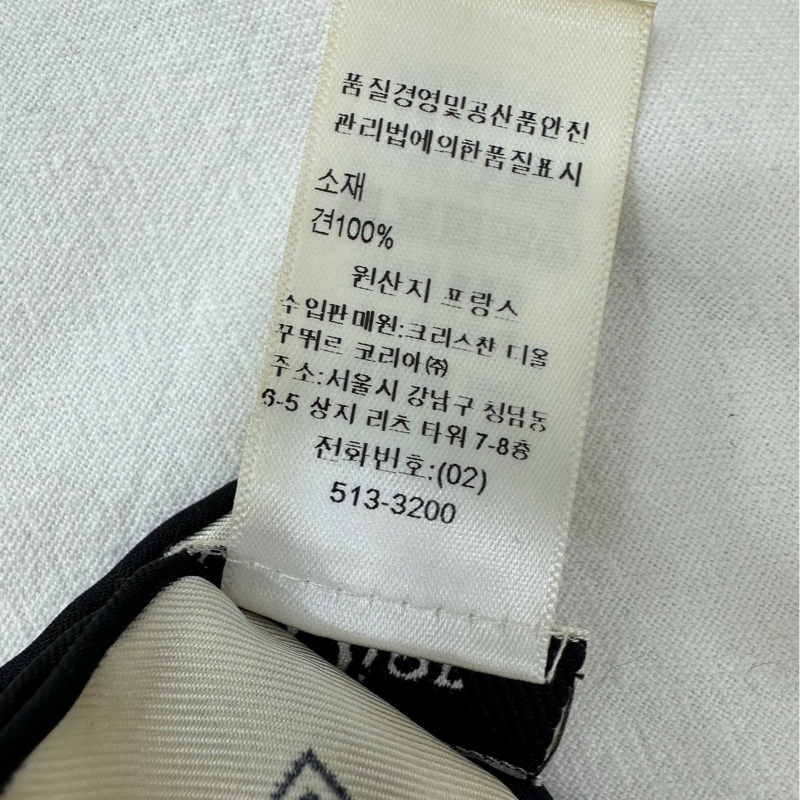 품질경영및공산품안전
관리법에의한품질표시
소재
견100%
원산지 프랑스
수입판매원:크리스챤 디올
꾸뛰르 코리아㈜
주소:서울시 강남구 청담동
6-5 상지 리츠 타워 7-8층
전화번호:(02)
513-3200